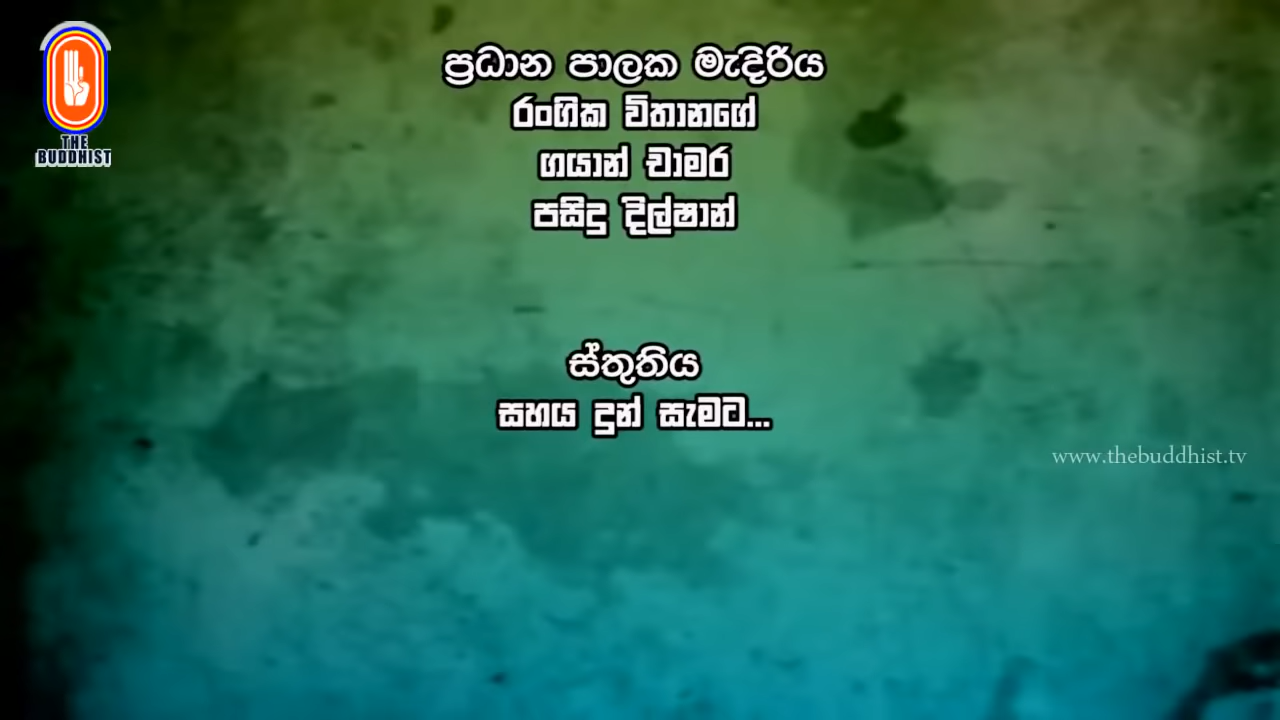 THE
BUDDHIST
ප්‍රධාන පාලක මැදිරිය
රංගික විතානගේ
ගයාන් චාමර
පසිදු දිල්ෂාන්
ස්තුතිය
සහය දුන් සැමට...
www.thebuddhist.tv